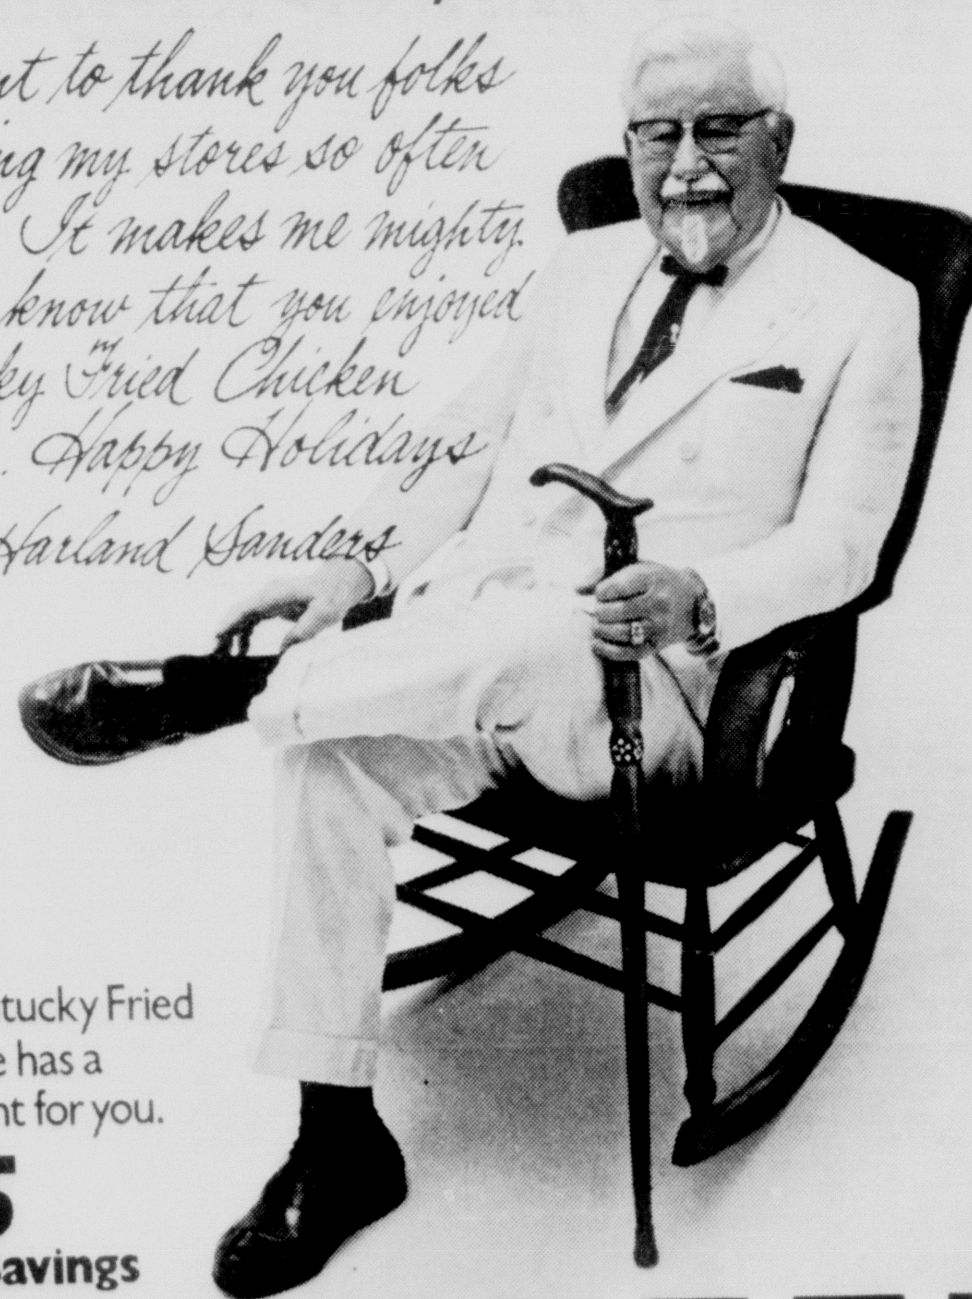 nt to thank you folks
ng my stores so often
It makes me mighty
know that you enjoyed
ky Fried Chicken
. Happy Holidays
Harland Sanders
tucky Fried
e has a
nt for you.
5
avings